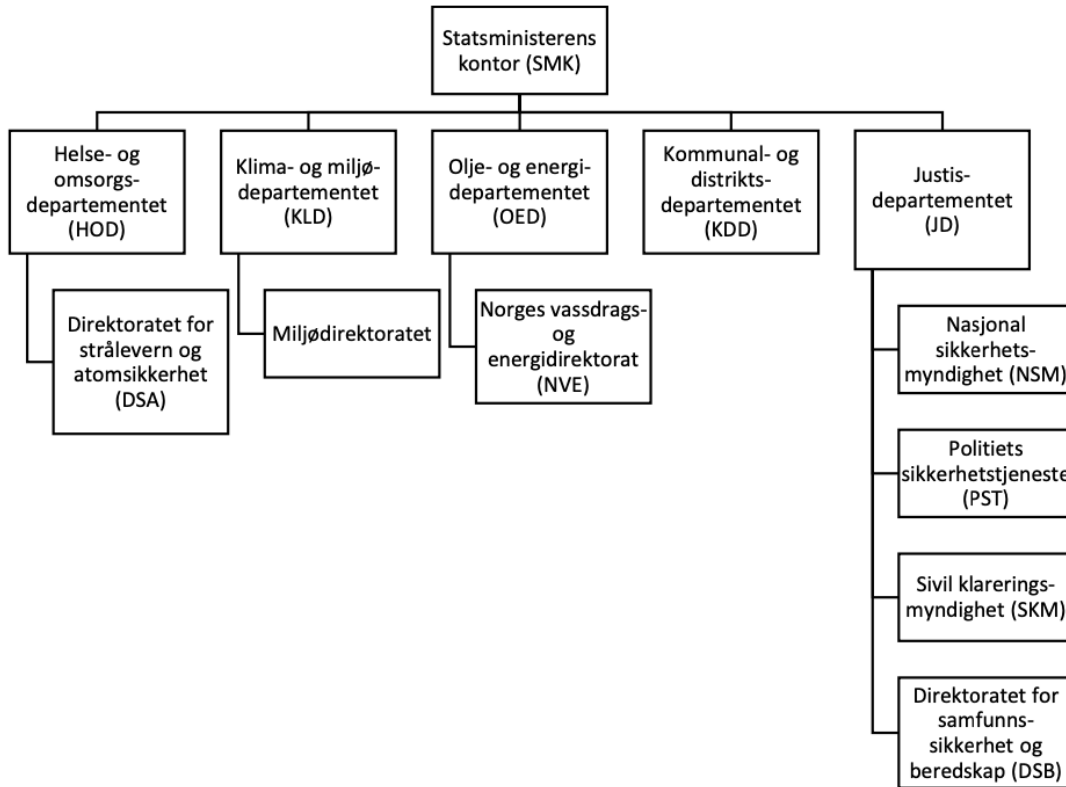 Statsministerens
kontor (SMK)
Helse- og
omsorgs-
departementet
(HOD)
Klima- og miljø-
departementet
(KLD)
Olje- og energi-
departementet
(OED)
Kommunal- og
distrikts-
departementet
(KDD)
Justis-
departementet
(JD)
Direktoratet for
strålevern og
atomsikkerhet
(DSA)
Miljødirektoratet
Norges vassdrags-
og
energidirektorat
(NVE)
Nasjonal
sikkerhets-
myndighet (NSM)
Politiets
sikkerhetstjeneste
(PST)
Sivil klarerings-
myndighet (SKM)
Direktoratet for
samfunns-
sikkerhet og
beredskap (DSB)